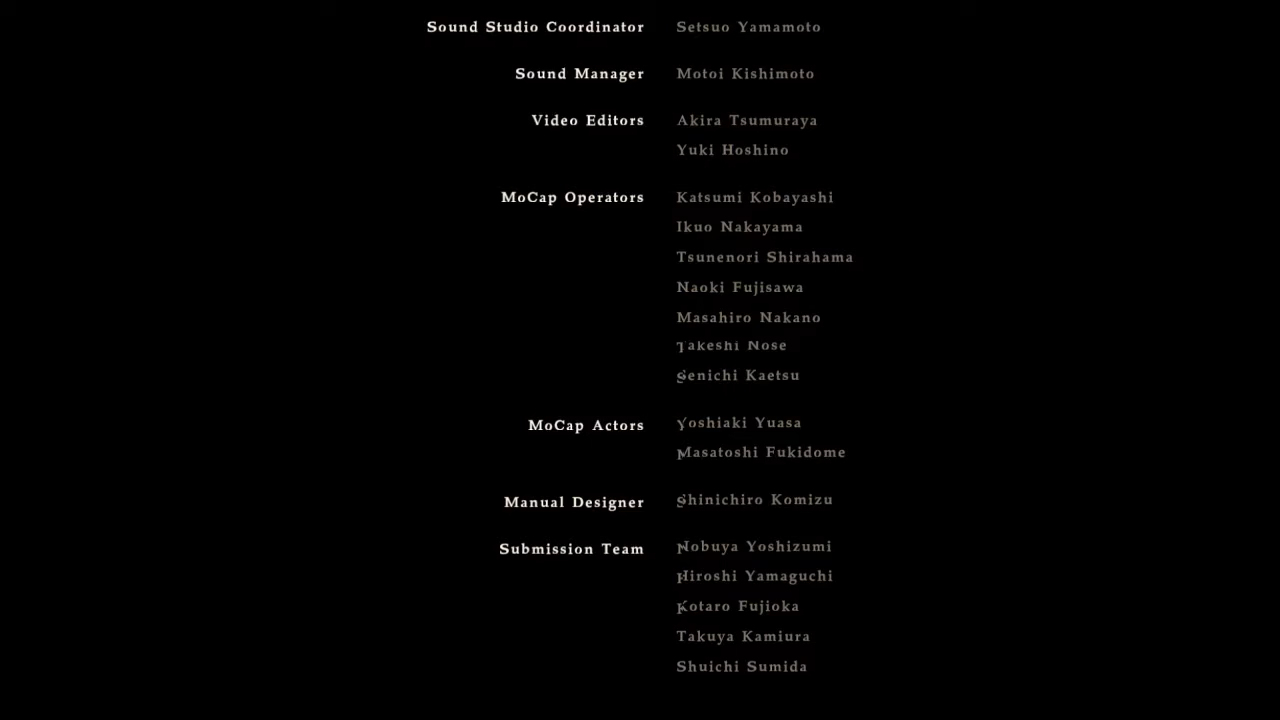 Sound Studio Coordinator Setsuo Yamamoto
Sound Manager Motoi Kishimoto
Video Editors Akira Tsumuraya
Yuki Hoshino
MoCap Operators Katsumi Kobayashi
Ikuo Nakayama
Tsunenori Shirahama
Naoki Fujisawa
Masahiro Nakano
Takeshi Nose
Genichi Kaetsu
MoCap Actors Yoshiaki Yuasa
Masatoshi Fukidome
Manual Designer Shinichiro Komizu
Submission Team Nobuya Yoshizumi
Hiroshi Yamaguchi
Kotaro Fujioka
Takuya Kamiura
Shuichi Sumida